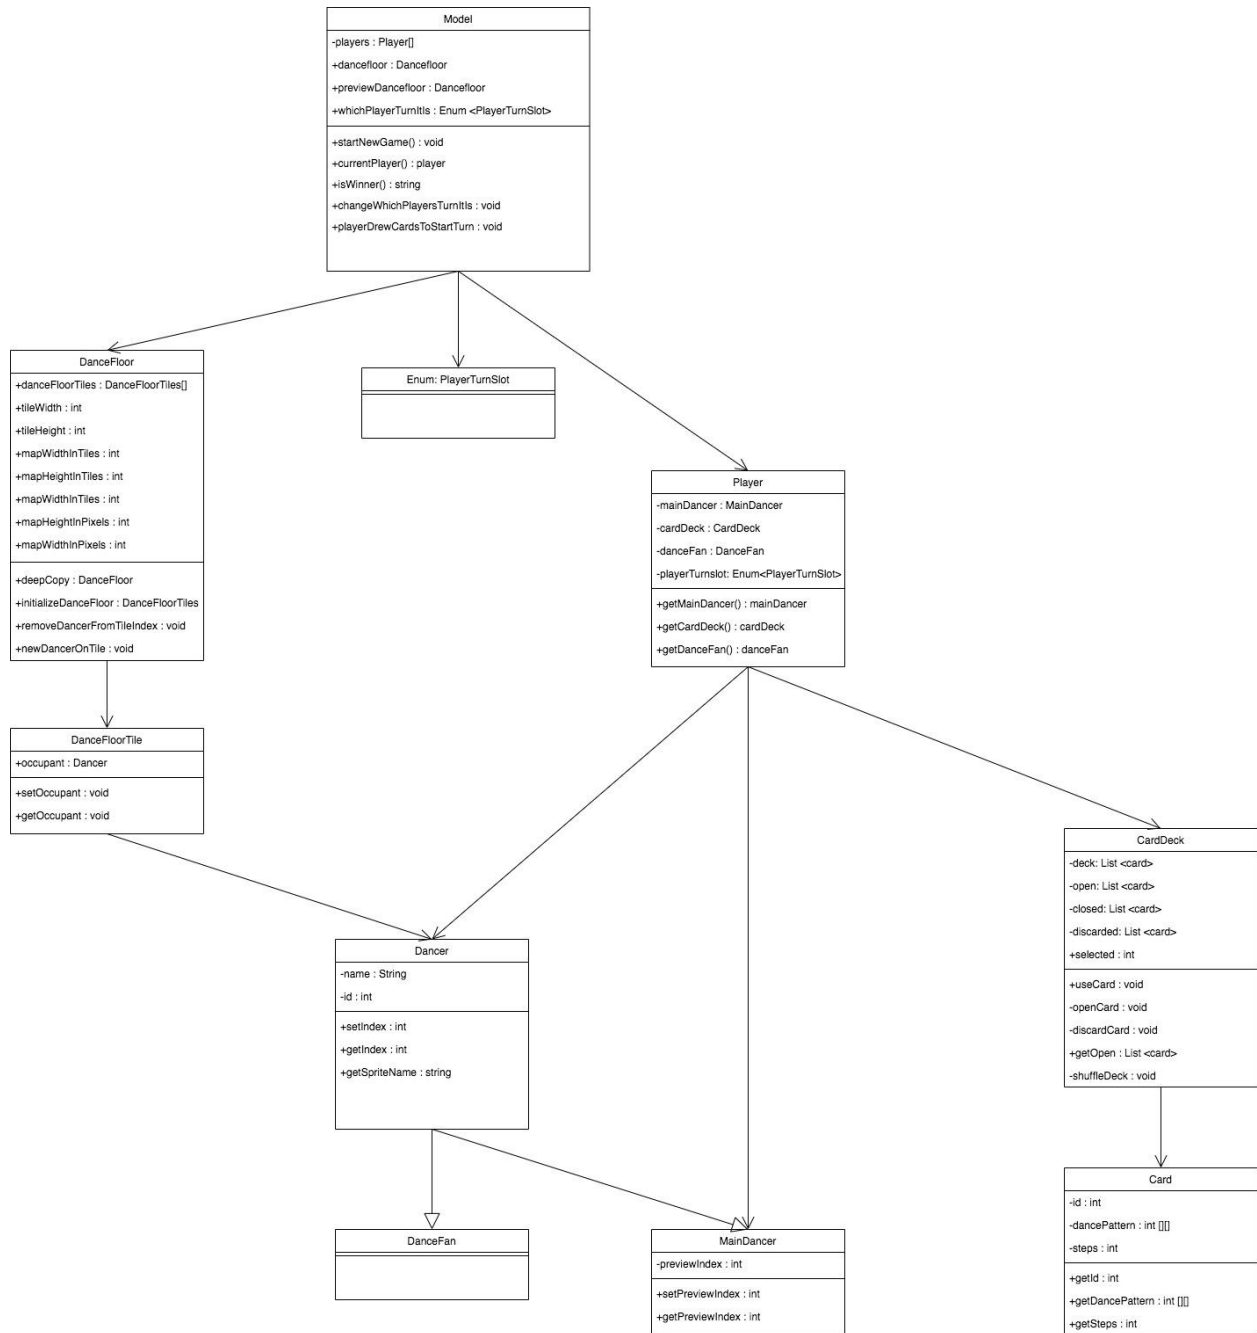 Model
-players : Player[]
+dancefloor : Dancefloor
+previewDancefloor : Dancefloor
+whichPlayerTurnItIs : Enum <PlayerTurnSlot>
+startNewGame() : void
+currentPlayer() : player
+isWinner() : string
+changeWhichPlayersTurnItIs : void
+playerDrewCardsToStartTurn : void
DanceFloor
+danceFloorTiles : DanceFloorTiles[]
+tileWidth : int
+tileHeight : int
+mapWidthInTiles : int
+mapHeightInTiles : int
+mapWidthInTiles : int
+mapHeightInPixels : int
+mapWidthInPixels : int
+deepCopy : DanceFloor
+initializeDanceFloor : DanceFloorTiles
+removeDancerFromTileIndex : void
+newDancerOnTile : void
Enum: PlayerTurnSlot
Player
-mainDancer : MainDancer
-cardDeck : CardDeck
-danceFan : DanceFan
-playerTurnslot: Enum<PlayerTurnSlot>
+getMainDancer() : mainDancer
+getCardDeck() : cardDeck
+getDanceFan() : danceFan
DanceFloorTile
+occupant : Dancer
+setOccupant : void
+getOccupant : void
CardDeck
-deck: List <card>
-open: List <card>
-closed: List <card>
-discarded: List <card>
+selected : int
+useCard : void
-openCard : void
-discardCard : void
+getOpen : List <card>
-shuffleDeck : void
Dancer
-name : String
-id : int
+setIndex : int
+getIndex : int
+getSpriteName : string
DanceFan
MainDancer
-previewIndex : int
+setPreviewIndex : int
+getPreviewIndex : int
Card
-id : int
-dancePattern : int [][]
-steps : int
+getId : int
+getDancePattern : int [][]
+getSteps : int